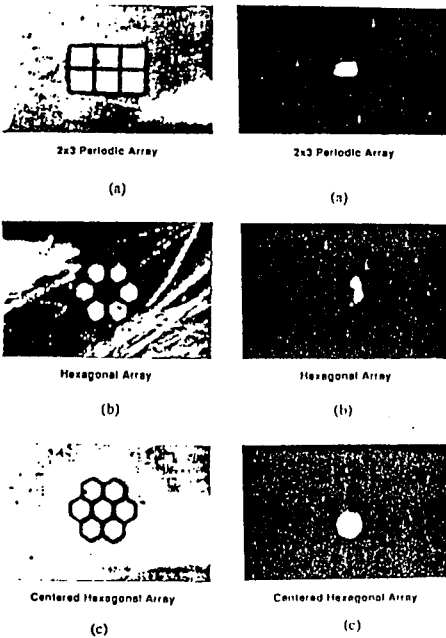 2x3 Periodic Array
2x3 Periodic Array
(a)
(a)
Hexagonal Array
Hexagonal Array
(b)
(b)
Centered Hexagonal Array
Centered Hexagonal Array
(c)
(c)